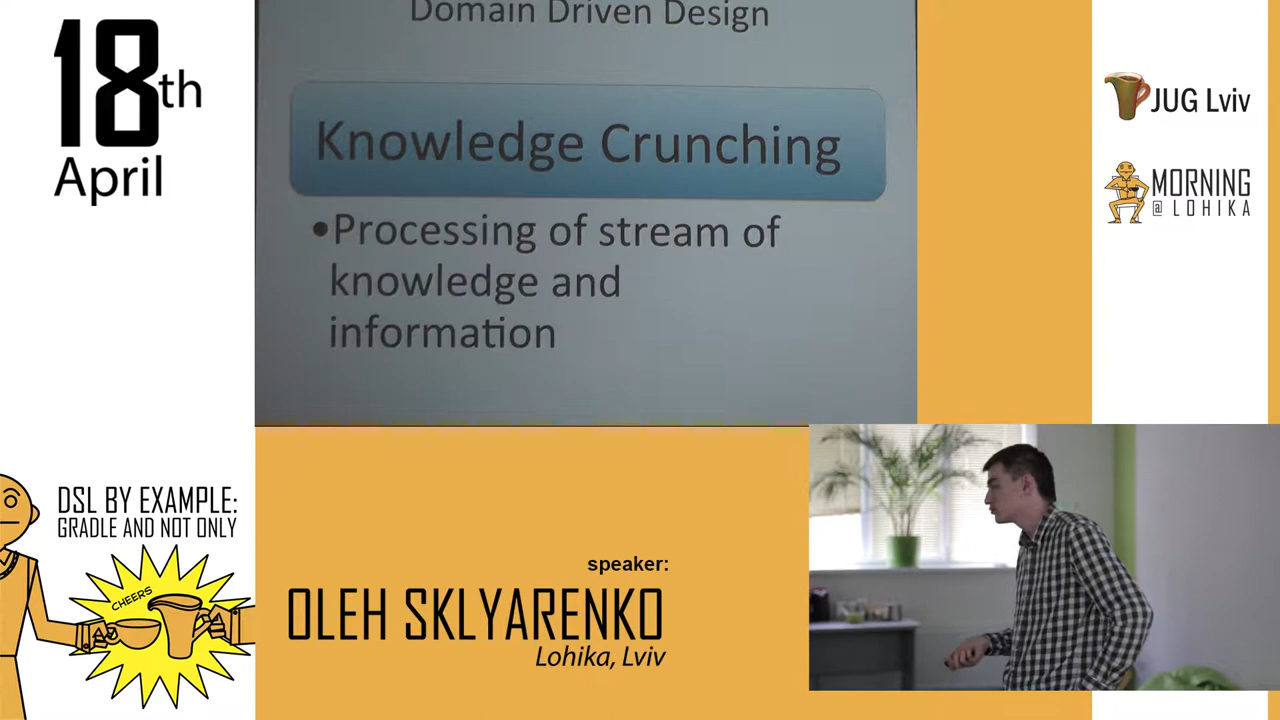 18th
April
Domain Driven Design
Knowledge Crunching
•Processing of stream of
knowledge and
information
JUG Lviv
MORNING
@ LOHIKA
DSL BY EXAMPLE:
GRADLE AND NOT ONLY
CHEERS
speaker:
OLEH SKLYARENKO
Lohika, Lviv